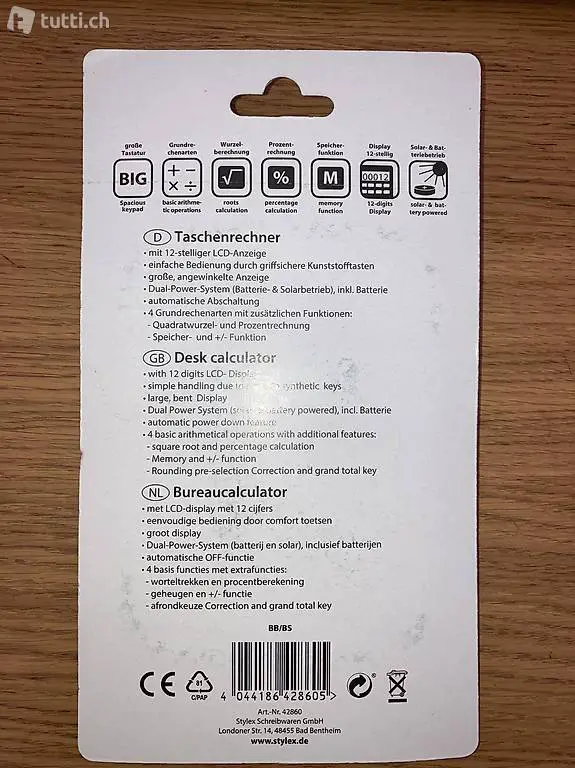 tutti.ch
große Tastatur
Grundrechenarten
Wurzelberechnung
Prozentrechnung
Speicherfunktion
Display 12-stellig
Solar- & Batteriebetrieb
BIG
+ − × ÷
√
%
M
00012
Spacious keypad
basic arithmetic operations
roots calculation
percentage calculation
memory function
12-digits Display
solar- & battery powered
D Taschenrechner
• mit 12-stelliger LCD-Anzeige
• einfache Bedienung durch griffsichere Kunststofftasten
• große, angewinkelte Anzeige
• Dual-Power-System (Batterie- & Solarbetrieb), inkl. Batterie
• automatische Abschaltung
• 4 Grundrechenarten mit zusätzlichen Funktionen:
- Quadratwurzel- und Prozentrechnung
- Speicher- und +/- Funktion
GB Desk calculator
• with 12 digits LCD- Display
• simple handling due to synthetic keys
• large, bent Display
• Dual Power System ( battery powered), incl. Batterie
• automatic power down feature
• 4 basic arithmetical operations with additional features:
- square root and percentage calculation
- Memory and +/- function
- Rounding pre-selection Correction and grand total key
NL Bureaucalculator
• met LCD-display met 12 cijfers
• eenvoudige bediening door comfort toetsen
• groot display
• Dual-Power-System (batterij en solar), inclusief batterijen
• automatische OFF-functie
• 4 basis functies met extrafuncties:
- worteltrekken en procentberekening
- geheugen en +/- functie
- afrondkeuze Correction and grand total key
BB/BS
CE
81
C/PAP
4 044186 428605 >
Art.-Nr. 42860
Stylex Schreibwaren GmbH
Londoner Str. 14, 48455 Bad Bentheim
www.stylex.de